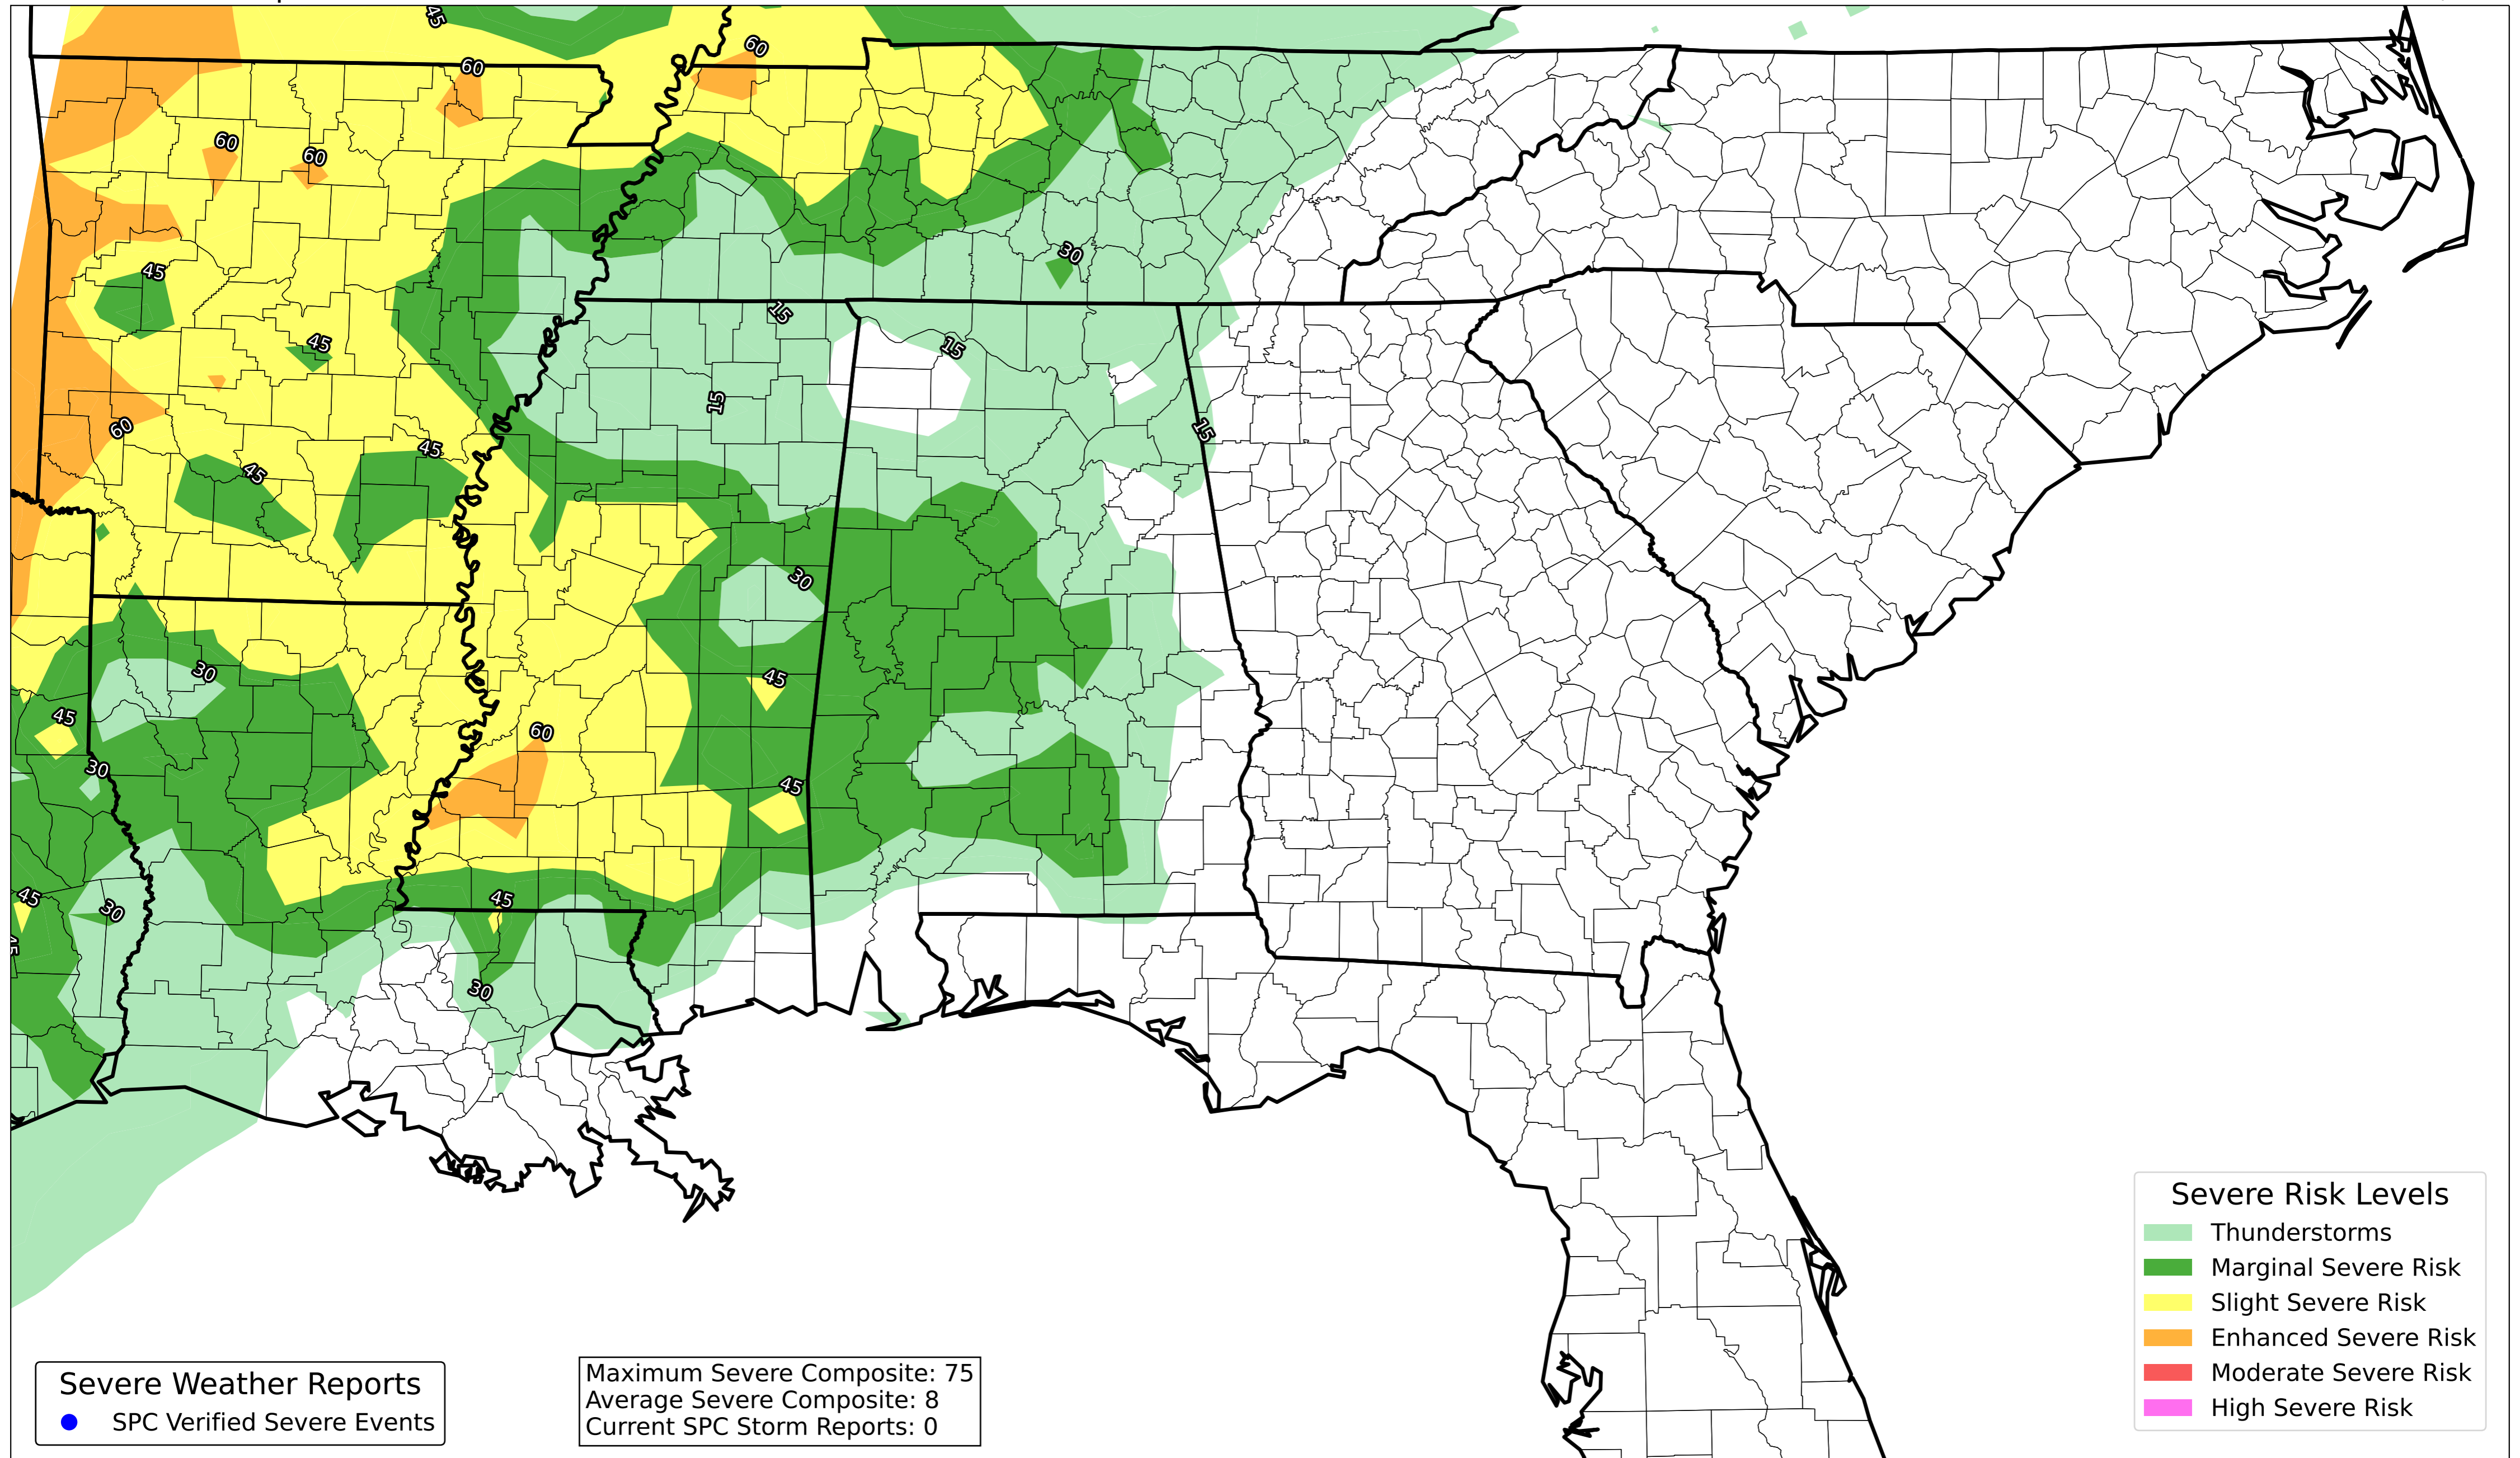 45
60
60
60
60
45
30
15
45
15
15
60
15
45
45
30
30
45
45
30
60
45
30
45
45
30
30
Severe Risk Levels
Thunderstorms
Marginal Severe Risk
Slight Severe Risk
Enhanced Severe Risk
Moderate Severe Risk
High Severe Risk
Severe Weather Reports
SPC Verified Severe Events
Maximum Severe Composite: 75
Average Severe Composite: 8
Current SPC Storm Reports: 0